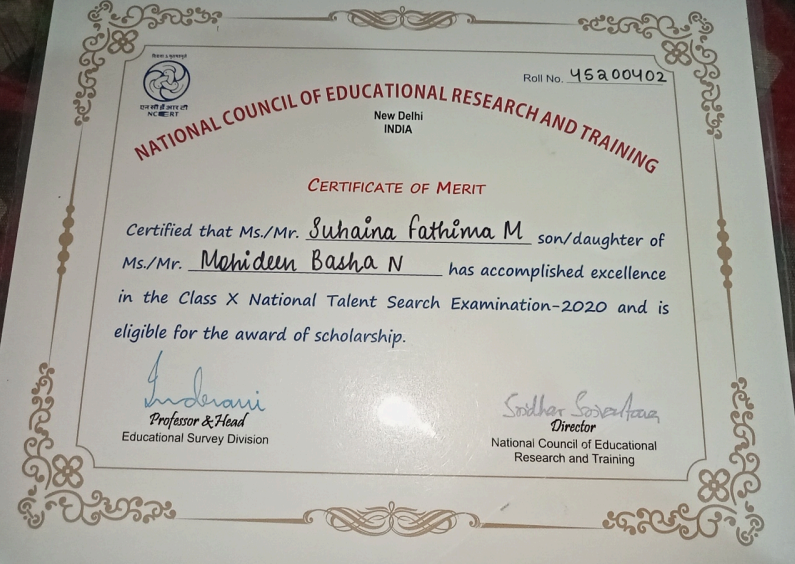 Roll No. 45200402
एन सी ई आर टी
NCERT
NATIONAL COUNCIL OF EDUCATIONAL RESEARCH AND TRAINING
New Delhi
INDIA
CERTIFICATE OF MERIT
Certified that Ms./Mr. Suhaina Fathima M son/daughter of
Ms./Mr. Mohideen Basha N has accomplished excellence
in the Class X National Talent Search Examination-2020 and is
eligible for the award of scholarship.
Professor & Head
Educational Survey Division
Director
National Council of Educational
Research and Training